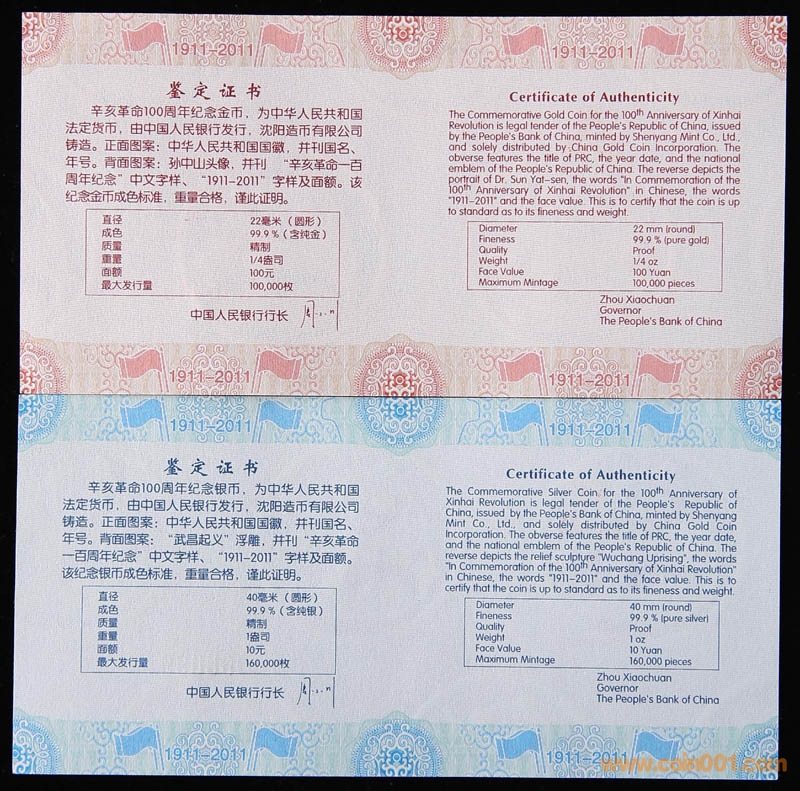 1911-2011
1911-2011
鉴定证书
辛亥革命100周年纪念金币，为中华人民共和国
法定货币，由中国人民银行发行，沈阳造币有限公司
铸造。正面图案：中华人民共和国国徽，并刊国名、
年号。背面图案：孙中山头像，并刊 “辛亥革命一百
周年纪念”中文字样、“1911-2011”字样及面额。该
纪念金币成色标准，重量合格，谨此证明。
直径 22毫米（圆形）
成色 99.9%（含纯金）
质量 精制
重量 1/4盎司
面额 100元
最大发行量 100,000枚
中国人民银行行长
Certificate of Authenticity
The Commemorative Gold Coin for the 100th Anniversary of Xinhai
Revolution is legal tender of the People's Republic of China, issued
by the People's Bank of China, minted by Shenyang Mint Co., Ltd.,
and solely distributed by China Gold Coin Incorporation. The
obverse features the title of PRC, the year date, and the national
emblem of the People's Republic of China. The reverse depicts the
portrait of Dr. Sun Yat-sen, the words "In Commemoration of the
100th Anniversary of Xinhai Revolution" in Chinese, the words
"1911-2011" and the face value. This is to certify that the coin is up
to standard as to its fineness and weight.
Diameter 22 mm (round)
Fineness 99.9% (pure gold)
Quality Proof
Weight 1/4 oz
Face Value 100 Yuan
Maximum Mintage 100,000 pieces
Zhou Xiaochuan
Governor
The People's Bank of China
1911-2011
1911-2011
1911-2011
1911-2011
鉴定证书
辛亥革命100周年纪念银币，为中华人民共和国
法定货币，由中国人民银行发行，沈阳造币有限公司
铸造。正面图案：中华人民共和国国徽，并刊国名、
年号。背面图案：“武昌起义”浮雕，并刊“辛亥革命
一百周年纪念”中文字样、“1911-2011”字样及面额。
该纪念银币成色标准，重量合格，谨此证明。
直径 40毫米（圆形）
成色 99.9%（含纯银）
质量 精制
重量 1盎司
面额 10元
最大发行量 160,000枚
中国人民银行行长
Certificate of Authenticity
The Commemorative Silver Coin for the 100th Anniversary of
Xinhai Revolution is legal tender of the People's Republic of
China, issued by the People's Bank of China, minted by Shenyang
Mint Co., Ltd., and solely distributed by China Gold Coin
Incorporation. The obverse features the title of PRC, the year date,
and the national emblem of the People's Republic of China. The
reverse depicts the relief sculpture "Wuchang Uprising", the words
"In Commemoration of the 100th Anniversary of Xinhai Revolution"
in Chinese, the words "1911-2011" and the face value. This is to
certify that the coin is up to standard as to its fineness and weight.
Diameter 40 mm (round)
Fineness 99.9% (pure silver)
Quality Proof
Weight 1 oz
Face Value 10 Yuan
Maximum Mintage 160,000 pieces
Zhou Xiaochuan
Governor
The People's Bank of China
1911-2011
1911-2011
www.coin001.com